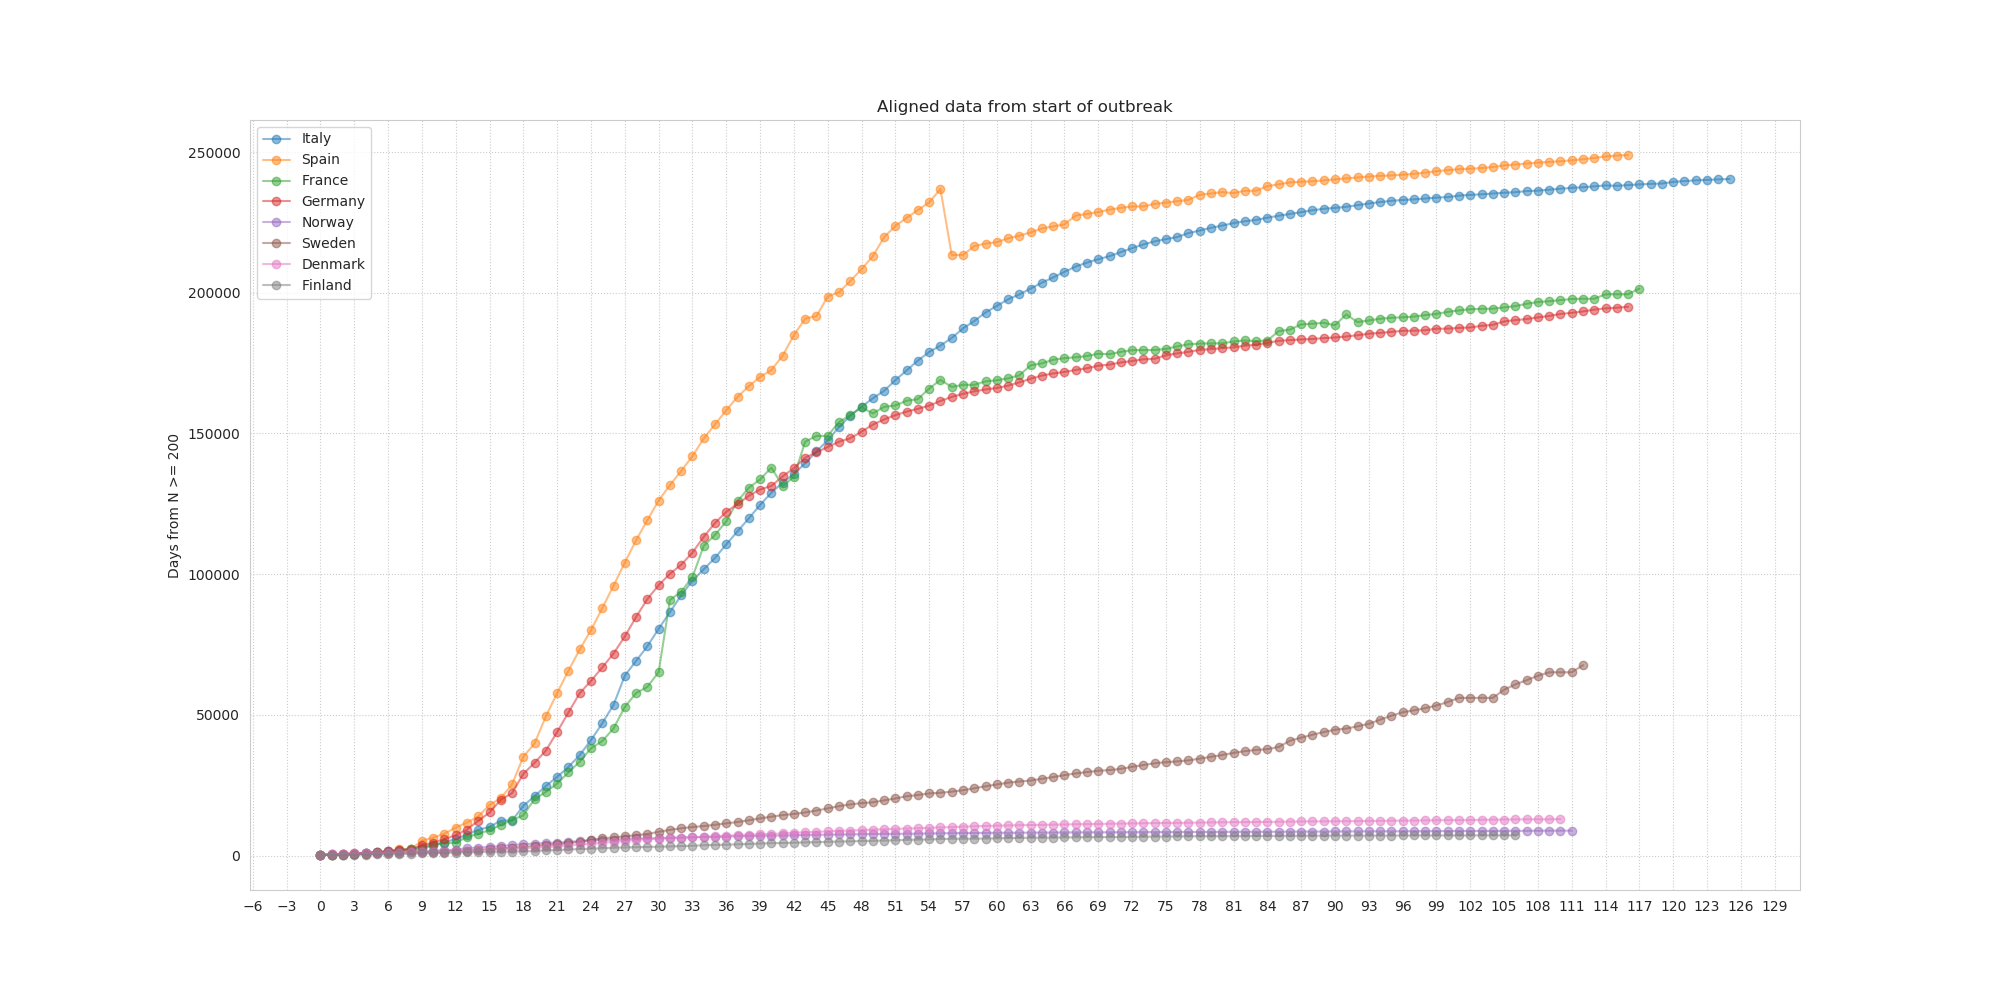 Aligned data from start of outbreak
Italy
Spain
France
Germany
Norway
Sweden
Denmark
Finland
250000
200000
150000
100000
50000
0
Days from N >= 200
−6 −3 0 3 6 9 12 15 18 21 24 27 30 33 36 39 42 45 48 51 54 57 60 63 66 69 72 75 78 81 84 87 90 93 96 99 102 105 108 111 114 117 120 123 126 129